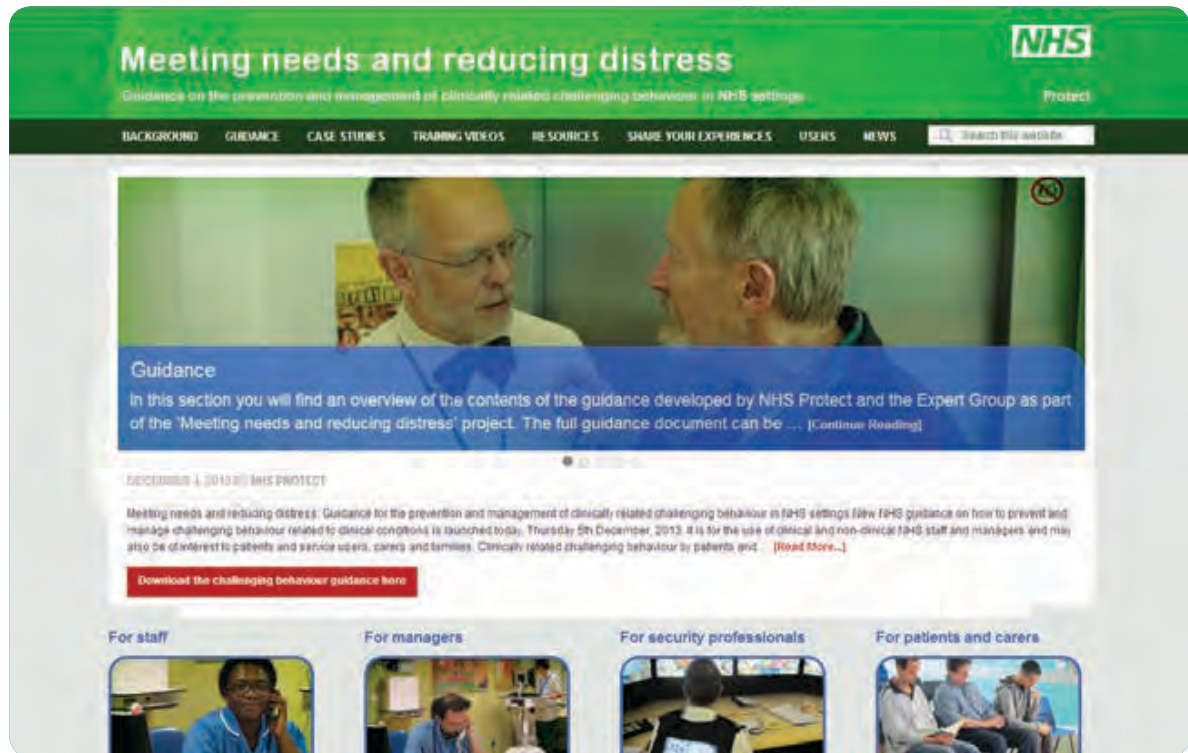 Meeting needs and reducing distress
NHS
Guidance on the prevention and management of clinically related challenging behaviour in NHS settings
Protect
BACKGROUND GUIDANCE CASE STUDIES TRAINING VIDEOS RESOURCES SHARE YOUR EXPERIENCES USERS NEWS Search this website
Guidance
In this section you will find an overview of the contents of the guidance developed by NHS Protect and the Expert Group as part
of the 'Meeting needs and reducing distress' project. The full guidance document can be … [Continue Reading]
DECEMBER 4, 2013 BY NHS PROTECT
Meeting needs and reducing distress: Guidance for the prevention and management of clinically related challenging behaviour in NHS settings New NHS guidance on how to prevent and
manage challenging behaviour related to clinical conditions is launched today, Thursday 5th December, 2013. It is for the use of clinical and non-clinical NHS staff and managers and may
also be of interest to patients and service users, carers and families. Clinically related challenging behaviour by patients and … [Read More...]
Download the challenging behaviour guidance here
For staff For managers For security professionals For patients and carers